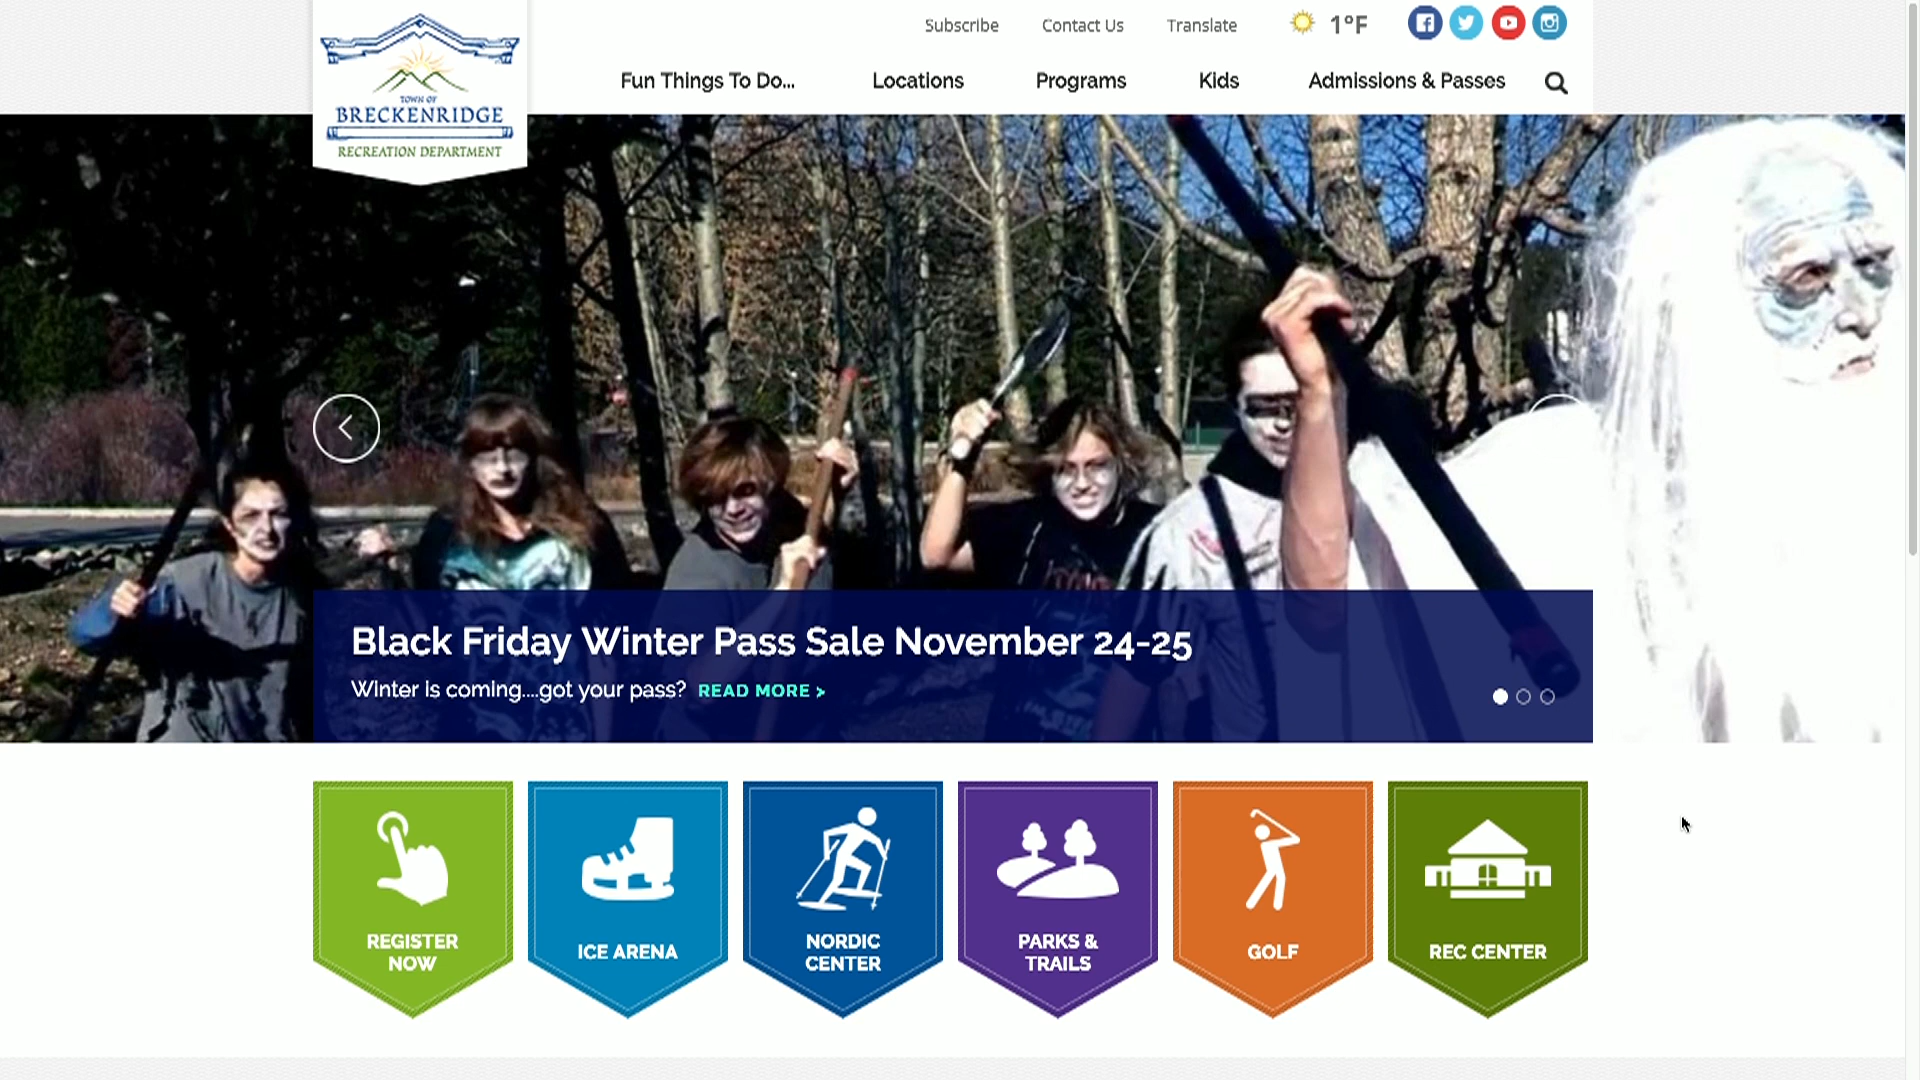 Subscribe
Contact Us
Translate
1°F
Fun Things To Do...
Locations
Programs
Kids
Admissions & Passes
TOWN OF
BRECKENRIDGE
RECREATION DEPARTMENT
Black Friday Winter Pass Sale November 24-25
Winter is coming....got your pass? READ MORE >
REGISTER
NOW
ICE ARENA
NORDIC
CENTER
PARKS &
TRAILS
GOLF
REC CENTER